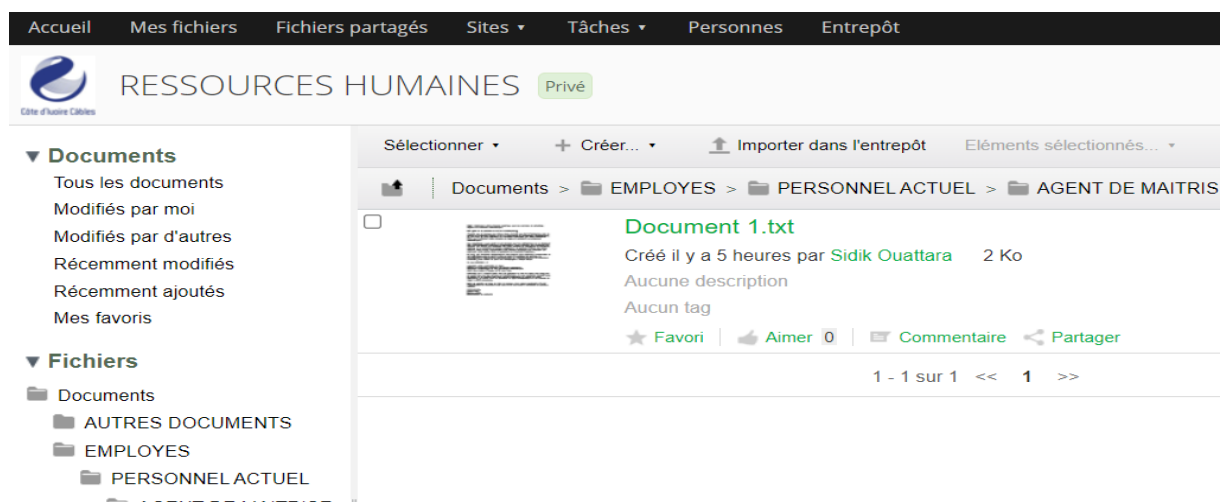 Accueil Mes fichiers Fichiers partagés Sites ▾ Tâches ▾ Personnes Entrepôt
Côte d'Ivoire Câbles
RESSOURCES HUMAINES Privé
▼ Documents
Tous les documents
Modifiés par moi
Modifiés par d'autres
Récemment modifiés
Récemment ajoutés
Mes favoris
▼ Fichiers
Documents
AUTRES DOCUMENTS
EMPLOYES
PERSONNEL ACTUEL
Sélectionner ▾ + Créer... ▾ Importer dans l'entrepôt Eléments sélectionnés... ▾
Documents > EMPLOYES > PERSONNEL ACTUEL > AGENT DE MAITRIS
Document 1.txt
Créé il y a 5 heures par Sidik Ouattara 2 Ko
Aucune description
Aucun tag
Favori Aimer 0 Commentaire Partager
1 - 1 sur 1 << 1 >>